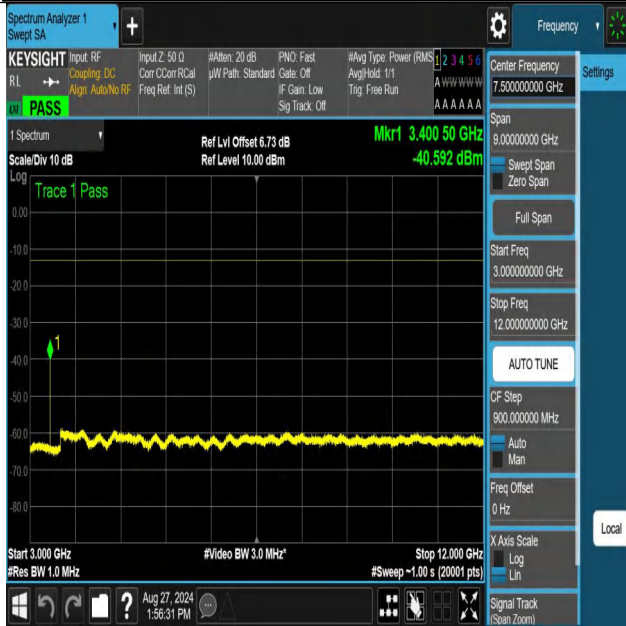 Spectrum Analyzer 1
Swept SA
+
Frequency
KEYSIGHT
Input: RF
Input Z: 50 Ω
#Atten: 20 dB
PNO: Fast
#Avg Type: Power (RMS
1 2 3 4 5 6
RL
Coupling: DC
Corr CCorr RCal
µW Path: Standard
Gate: Off
Avg|Hold: 1/1
A W W W W W
Align: Auto/No RF
Freq Ref: Int (S)
IF Gain: Low
Trig: Free Run
PASS
Sig Track: Off
A A A A A A
1 Spectrum
Ref Lvl Offset 6.73 dB
Mkr1 3.400 50 GHz
Scale/Div 10 dB
Ref Level 10.00 dBm
-40.592 dBm
Log
Trace 1 Pass
0.00
-10.0
-20.0
-30.0
1
-40.0
-50.0
-60.0
-70.0
-80.0
Start 3.000 GHz
#Video BW 3.0 MHz*
Stop 12.000 GHz
#Res BW 1.0 MHz
#Sweep ~1.00 s (20001 pts)
?
Aug 27, 2024
1:56:31 PM
Center Frequency
7.500000000 GHz
Settings
Span
9.00000000 GHz
Swept Span
Zero Span
Full Span
Start Freq
3.000000000 GHz
Stop Freq
12.000000000 GHz
AUTO TUNE
CF Step
900.000000 MHz
Auto
Man
Freq Offset
0 Hz
X Axis Scale
Log
Lin
Local
Signal Track
(Span Zoom)